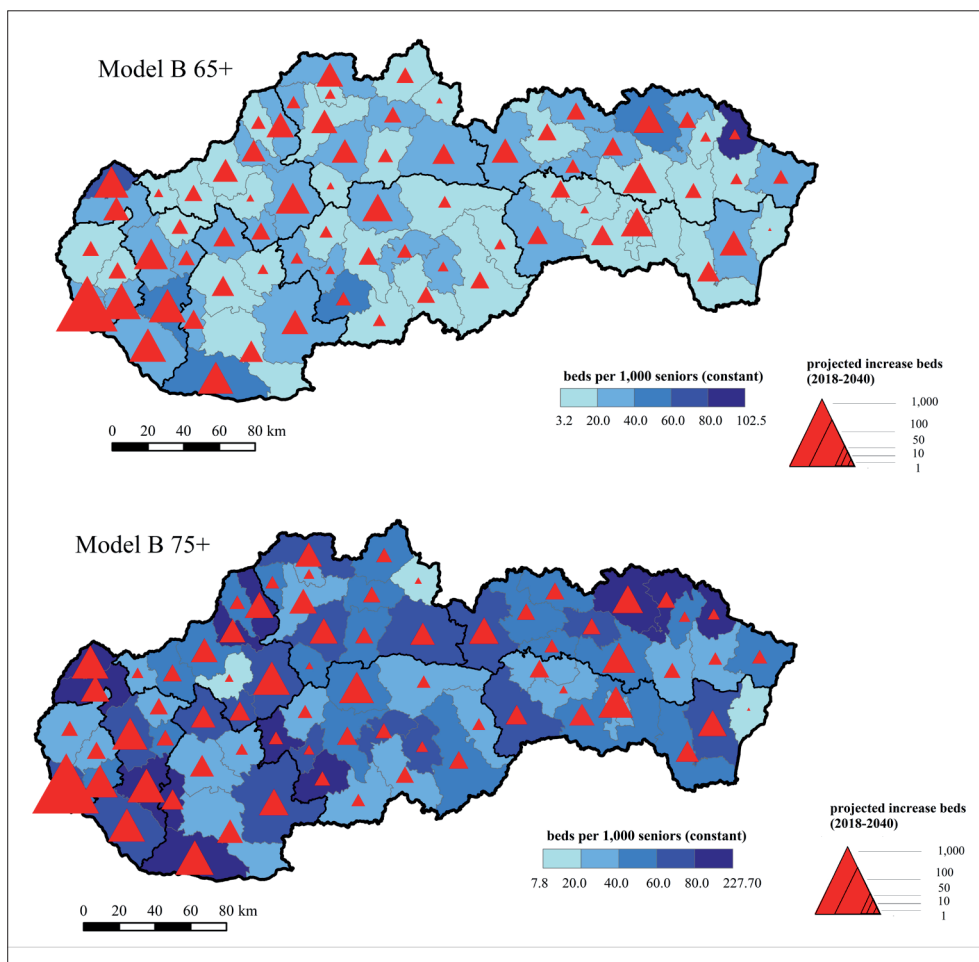 Model B 65+
projected increase beds
(2018-2040)
beds per 1,000 seniors (constant)
1,000
100
50
10
1
3.2 20.0 40.0 60.0 80.0 102.5
0 20 40 60 80 km
Model B 75+
projected increase beds
(2018-2040)
beds per 1,000 seniors (constant)
1,000
100
50
10
1
7.8 20.0 40.0 60.0 80.0 227.70
0 20 40 60 80 km